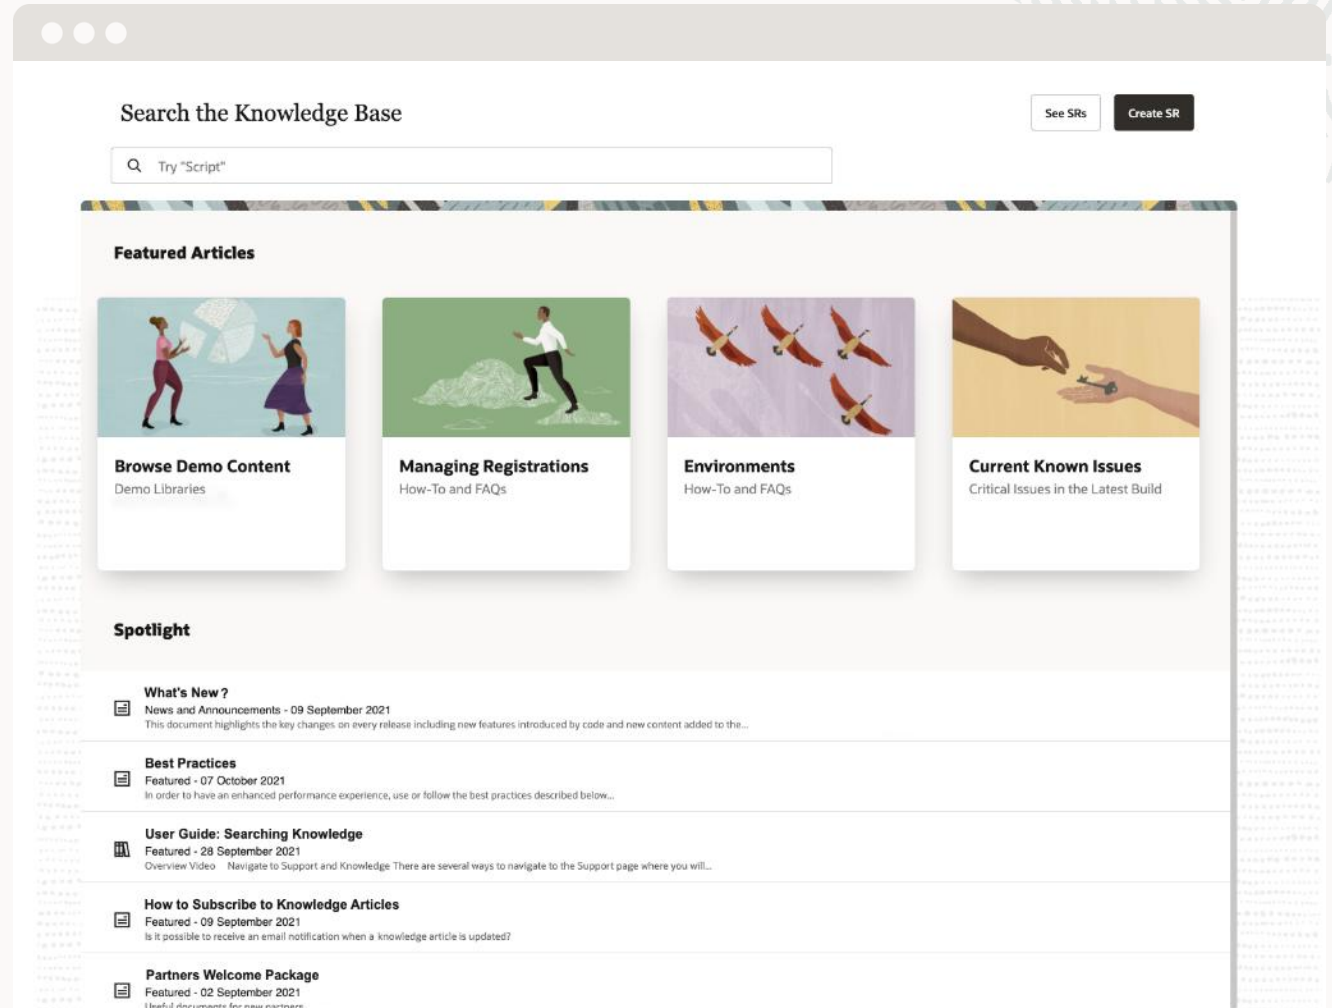 Search the Knowledge Base
See SRs
Create SR
Try "Script"
Featured Articles
Browse Demo Content
Demo Libraries
Managing Registrations
How-To and FAQs
Environments
How-To and FAQs
Current Known Issues
Critical Issues in the Latest Build
Spotlight
What's New ?
News and Announcements - 09 September 2021
This document highlights the key changes on every release including new features introduced by code and new content added to the...
Best Practices
Featured - 07 October 2021
In order to have an enhanced performance experience, use or follow the best practices described below...
User Guide: Searching Knowledge
Featured - 28 September 2021
Overview Video Navigate to Support and Knowledge There are several ways to navigate to the Support page where you will...
How to Subscribe to Knowledge Articles
Featured - 09 September 2021
Is it possible to receive an email notification when a knowledge article is updated?
Partners Welcome Package
Featured - 02 September 2021
Useful documents for new partners